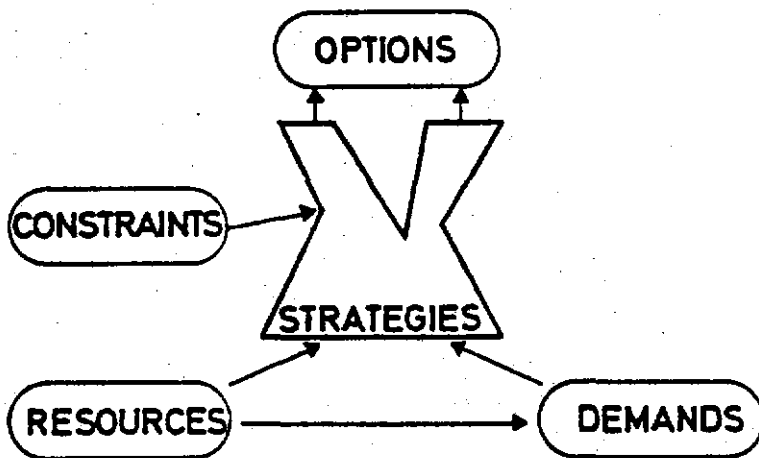 OPTIONS
CONSTRAINTS
STRATEGIES
RESOURCES
DEMANDS